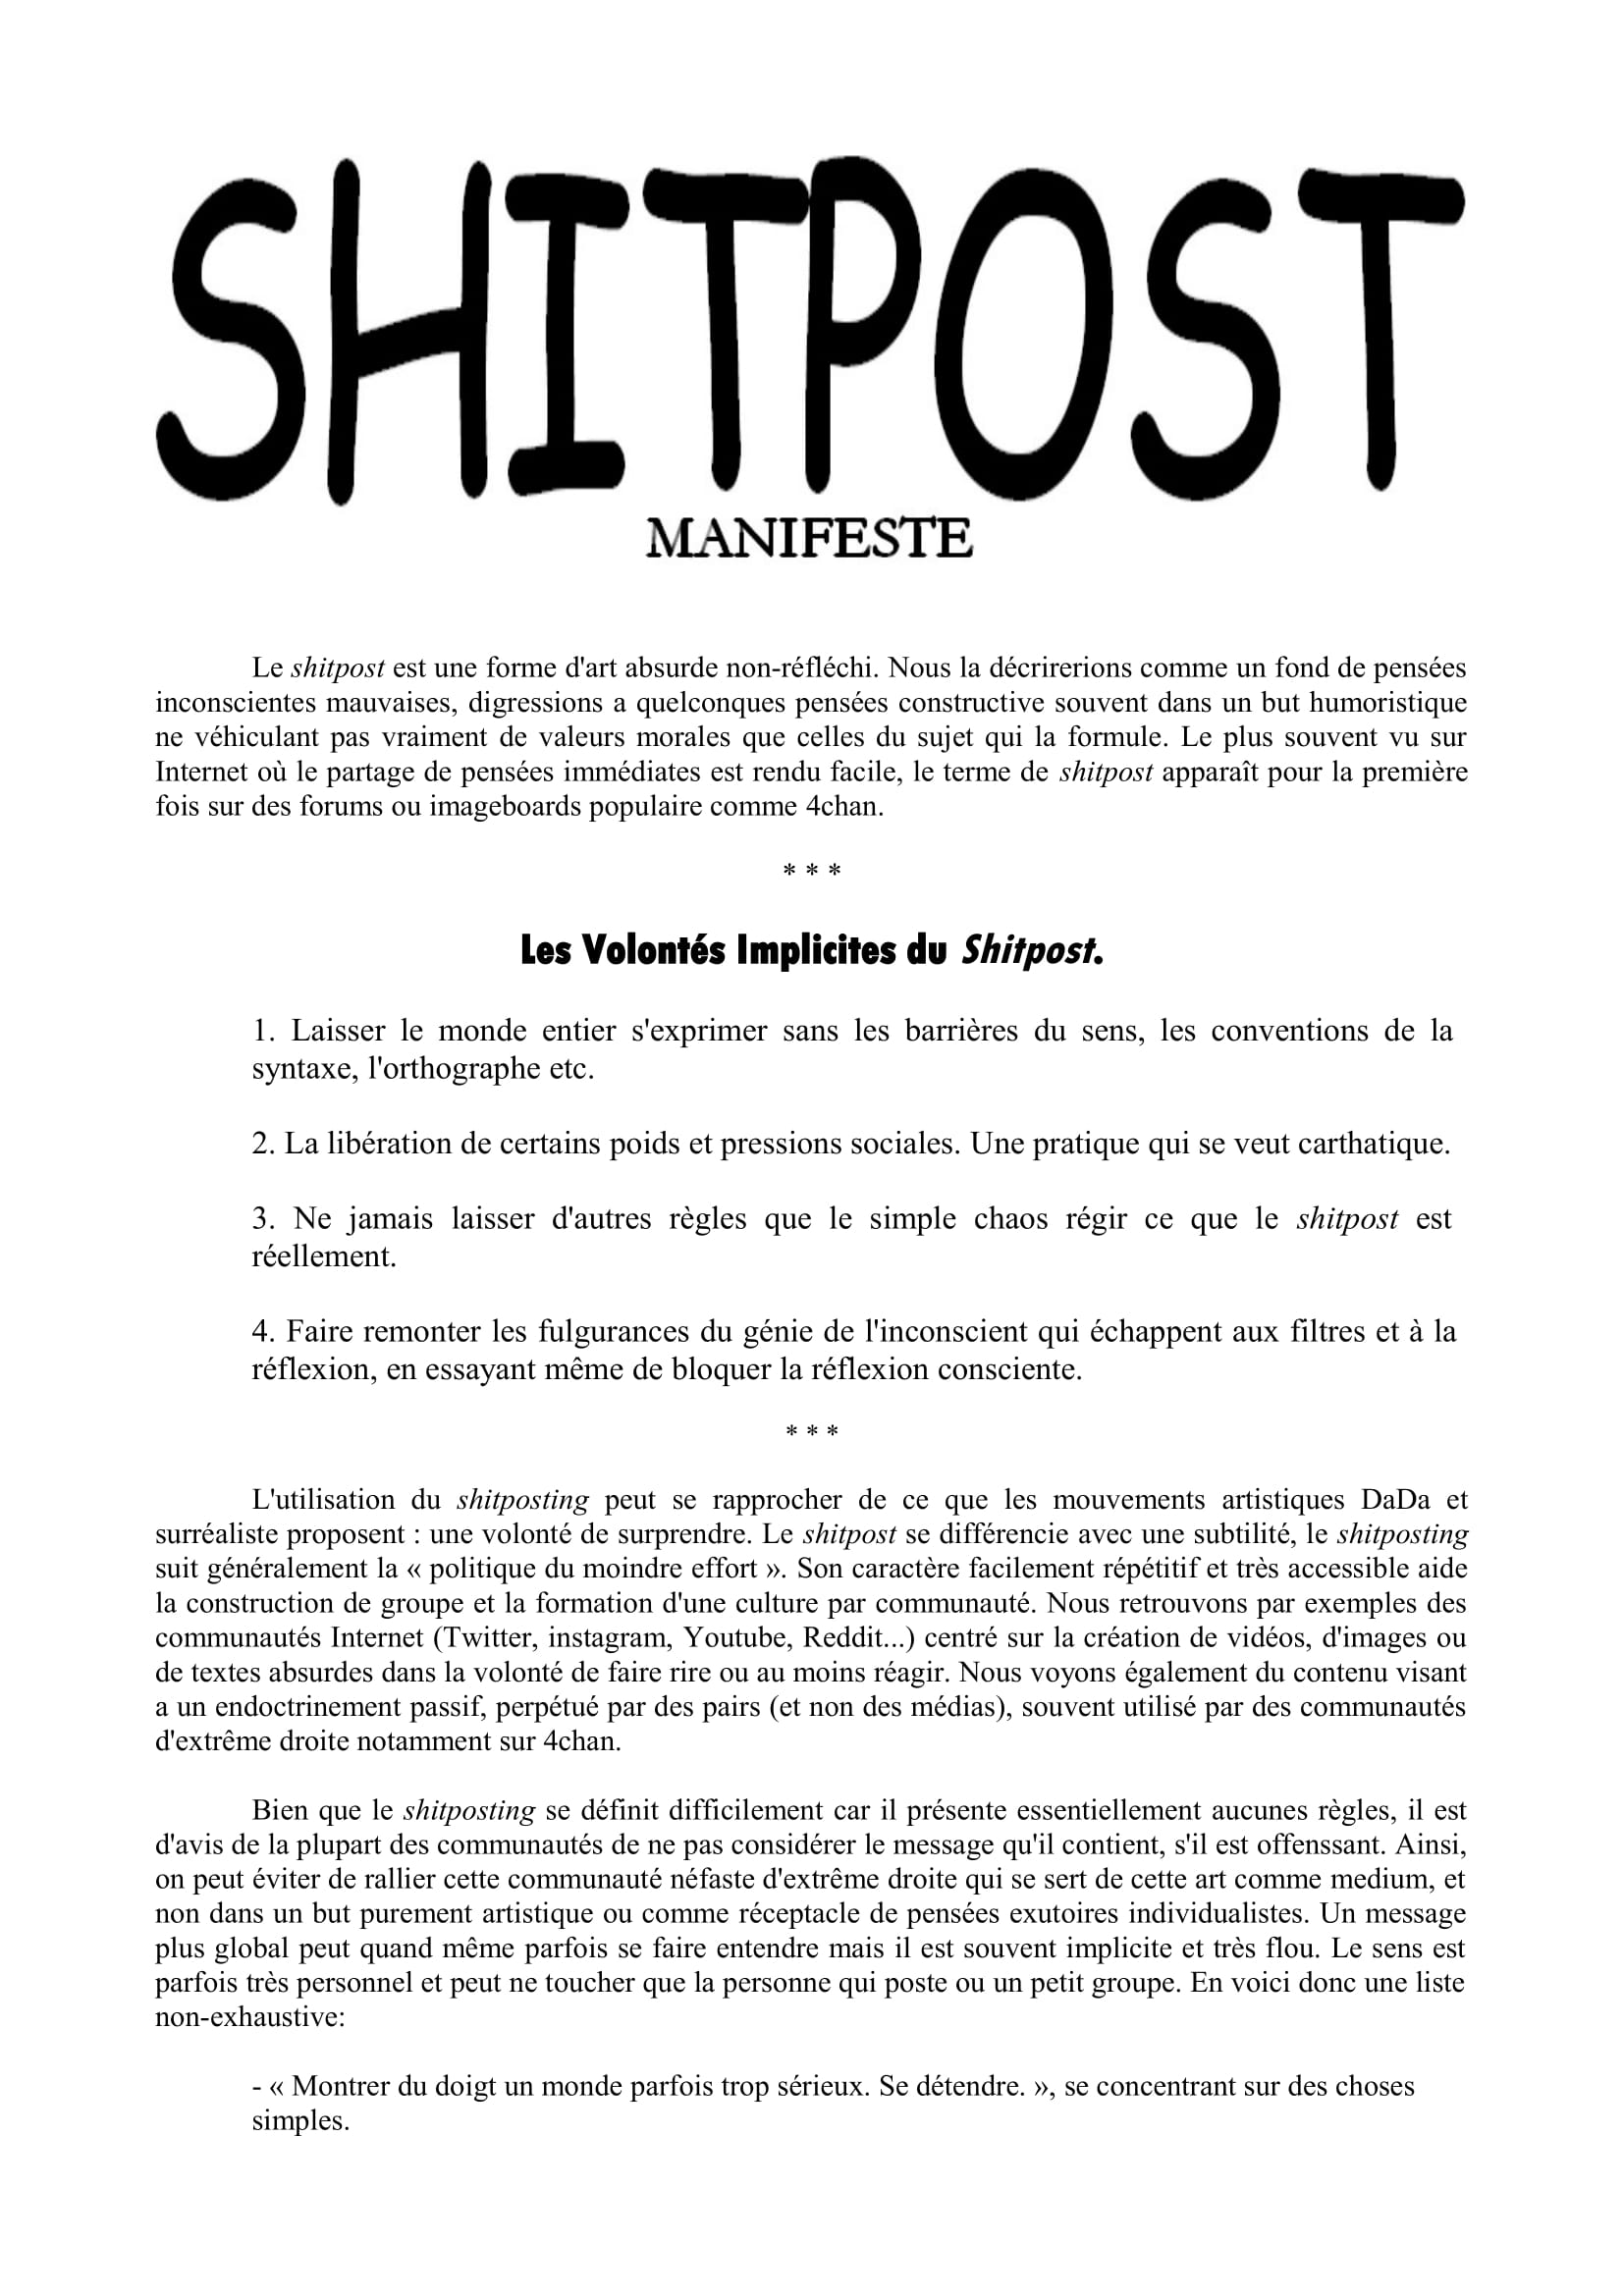 SHITPOST
MANIFESTE
Le shitpost est une forme d'art absurde non-réfléchi. Nous la décrirerions comme un fond de pensées
inconscientes mauvaises, digressions a quelconques pensées constructive souvent dans un but humoristique
ne véhiculant pas vraiment de valeurs morales que celles du sujet qui la formule. Le plus souvent vu sur
Internet où le partage de pensées immédiates est rendu facile, le terme de shitpost apparaît pour la première
fois sur des forums ou imageboards populaire comme 4chan.
* * *
Les Volontés Implicites du Shitpost.
1. Laisser le monde entier s'exprimer sans les barrières du sens, les conventions de la
syntaxe, l'orthographe etc.
2. La libération de certains poids et pressions sociales. Une pratique qui se veut carthatique.
3. Ne jamais laisser d'autres règles que le simple chaos régir ce que le shitpost est
réellement.
4. Faire remonter les fulgurances du génie de l'inconscient qui échappent aux filtres et à la
réflexion, en essayant même de bloquer la réflexion consciente.
* * *
L'utilisation du shitposting peut se rapprocher de ce que les mouvements artistiques DaDa et
surréaliste proposent : une volonté de surprendre. Le shitpost se différencie avec une subtilité, le shitposting
suit généralement la « politique du moindre effort ». Son caractère facilement répétitif et très accessible aide
la construction de groupe et la formation d'une culture par communauté. Nous retrouvons par exemples des
communautés Internet (Twitter, instagram, Youtube, Reddit...) centré sur la création de vidéos, d'images ou
de textes absurdes dans la volonté de faire rire ou au moins réagir. Nous voyons également du contenu visant
a un endoctrinement passif, perpétué par des pairs (et non des médias), souvent utilisé par des communautés
d'extrême droite notamment sur 4chan.
Bien que le shitposting se définit difficilement car il présente essentiellement aucunes règles, il est
d'avis de la plupart des communautés de ne pas considérer le message qu'il contient, s'il est offenssant. Ainsi,
on peut éviter de rallier cette communauté néfaste d'extrême droite qui se sert de cette art comme medium, et
non dans un but purement artistique ou comme réceptacle de pensées exutoires individualistes. Un message
plus global peut quand même parfois se faire entendre mais il est souvent implicite et très flou. Le sens est
parfois très personnel et peut ne toucher que la personne qui poste ou un petit groupe. En voici donc une liste
non-exhaustive:
- « Montrer du doigt un monde parfois trop sérieux. Se détendre. », se concentrant sur des choses
simples.